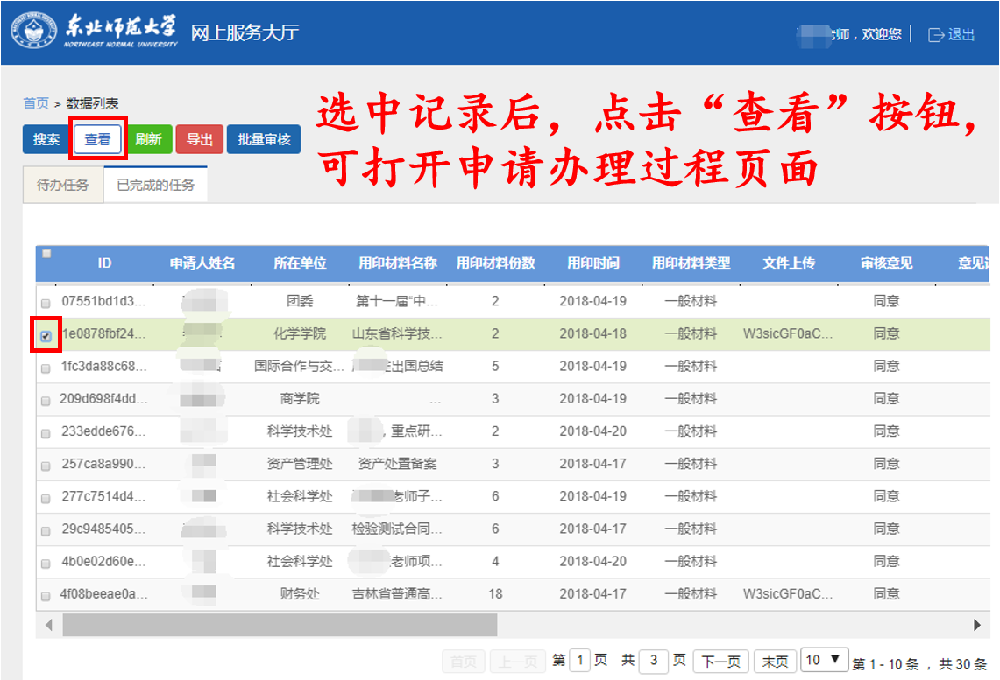 东北师范大学
NORTHEAST NORMAL UNIVERSITY
网上服务大厅
师，欢迎您
退出
首页 > 数据列表
选中记录后，点击“查看”按钮，
可打开申请办理过程页面
搜索 查看 刷新 导出 批量审核
待办任务 已完成的任务
ID 申请人姓名 所在单位 用印材料名称 用印材料份数 用印时间 用印材料类型 文件上传 审核意见 意见
07551bd1d3... 团委 第十一届“中... 2 2018-04-19 一般材料 同意
1e0878fbf24... 化学学院 山东省科学技... 2 2018-04-18 一般材料 W3sicGF0aC... 同意
1fc3da88c68... 国际合作与交... 出国总结 5 2018-04-19 一般材料 同意
209d698f4dd... 商学院 ... 3 2018-04-19 一般材料 同意
233edde676... 科学技术处 ，重点研... 2 2018-04-20 一般材料 同意
257ca8a990... 资产管理处 资产处置备案 3 2018-04-17 一般材料 同意
277c7514d4... 社会科学处 老师子... 6 2018-04-19 一般材料 同意
29c9485405... 科学技术处 检验测试合同... 6 2018-04-17 一般材料 同意
4b0e02d60e... 社会科学处 老师项... 4 2018-04-20 一般材料 同意
4f08beeae0a... 财务处 吉林省普通高... 18 2018-04-17 一般材料 W3sicGF0aC... 同意
首页 上一页 第 1 页 共 3 页 下一页 末页 10 第 1 - 10 条 ，共 30 条